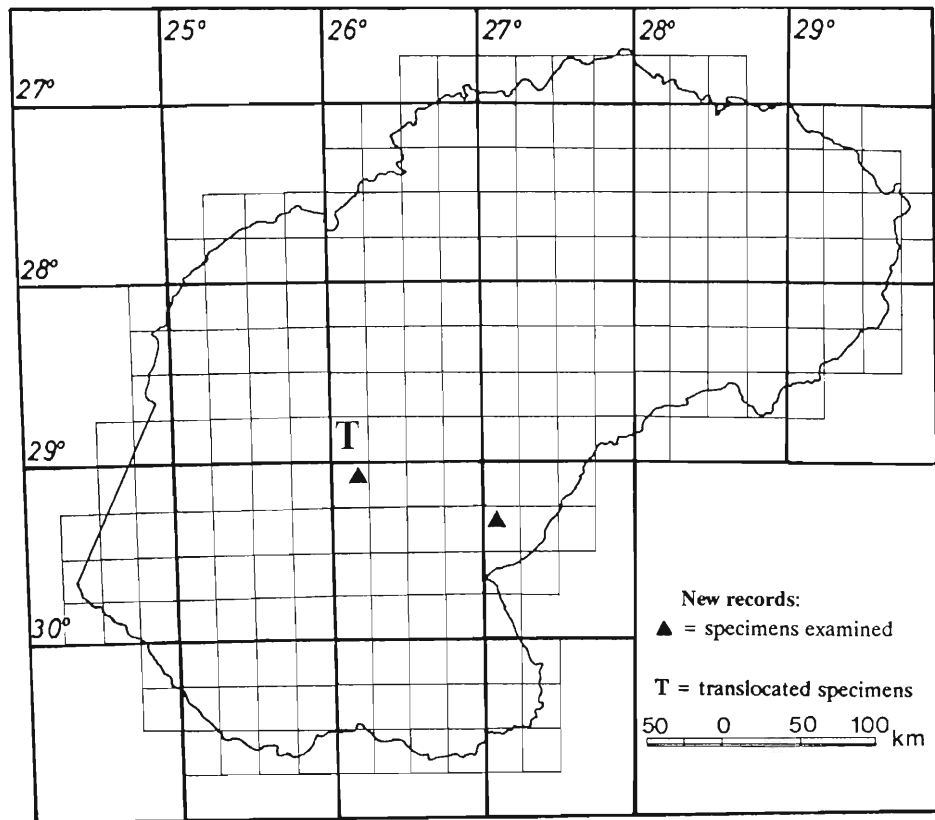 25° 26° 27° 28° 29°
27°
28°
T
29°
30°
New records:
▲ = specimens examined
T = translocated specimens
50 0 50 100 km